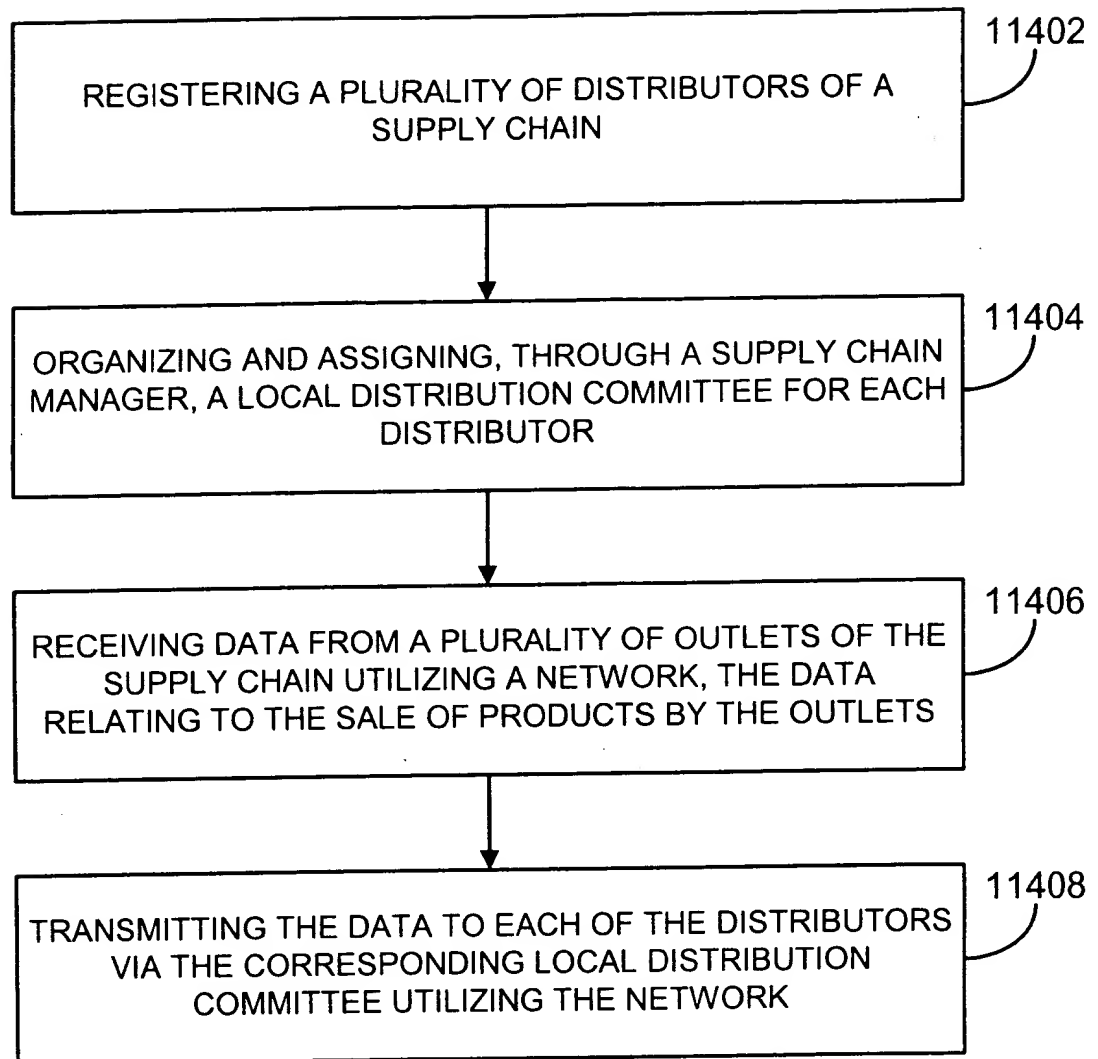 11402
REGISTERING A PLURALITY OF DISTRIBUTORS OF A
SUPPLY CHAIN
11404
ORGANIZING AND ASSIGNING, THROUGH A SUPPLY CHAIN
MANAGER, A LOCAL DISTRIBUTION COMMITTEE FOR EACH
DISTRIBUTOR
11406
RECEIVING DATA FROM A PLURALITY OF OUTLETS OF THE
SUPPLY CHAIN UTILIZING A NETWORK, THE DATA
RELATING TO THE SALE OF PRODUCTS BY THE OUTLETS
11408
TRANSMITTING THE DATA TO EACH OF THE DISTRIBUTORS
VIA THE CORRESPONDING LOCAL DISTRIBUTION
COMMITTEE UTILIZING THE NETWORK